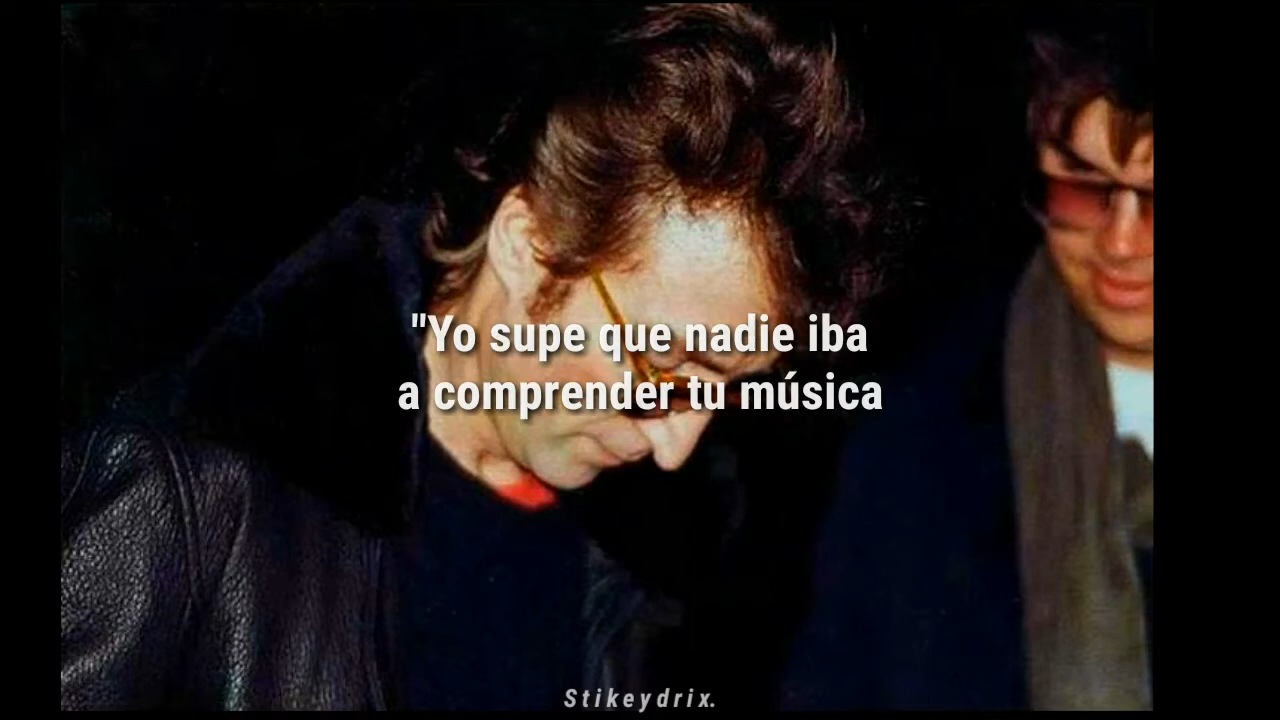 "Yo supe que nadie iba
a comprender tu música
Stikeydrix.